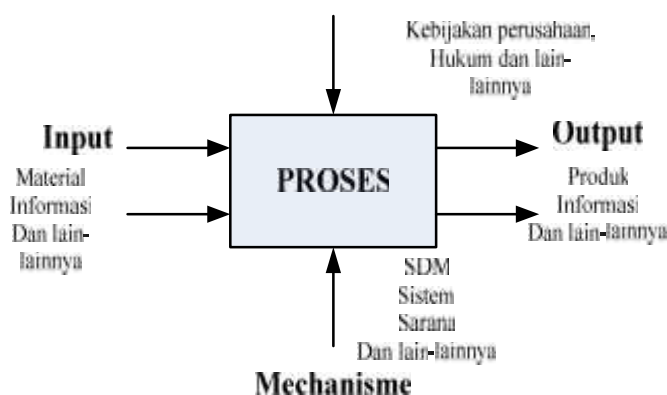 Kebijakan perusahaan,
Hukum dan lain-
lainnya
Input
Material
Informasi
Dan lain-
lainnya
PROSES
Output
Produk
Informasi
Dan lain-lainnya
SDM
Sistem
Sarana
Dan lain-lainnya
Mechanisme